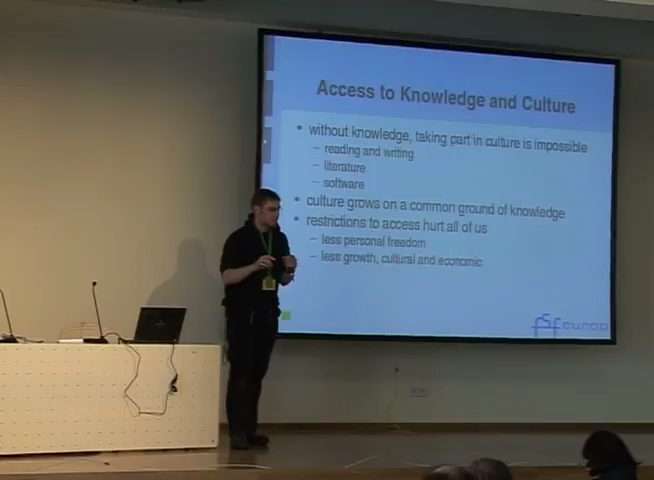 Access to Knowledge and Culture
• without knowledge, taking part in culture is impossible
– reading and writing
– literature
– software
• culture grows on a common ground of knowledge
• restrictions to access hurt all of us
– less personal freedom
– less growth, cultural and economic
fsfeurope